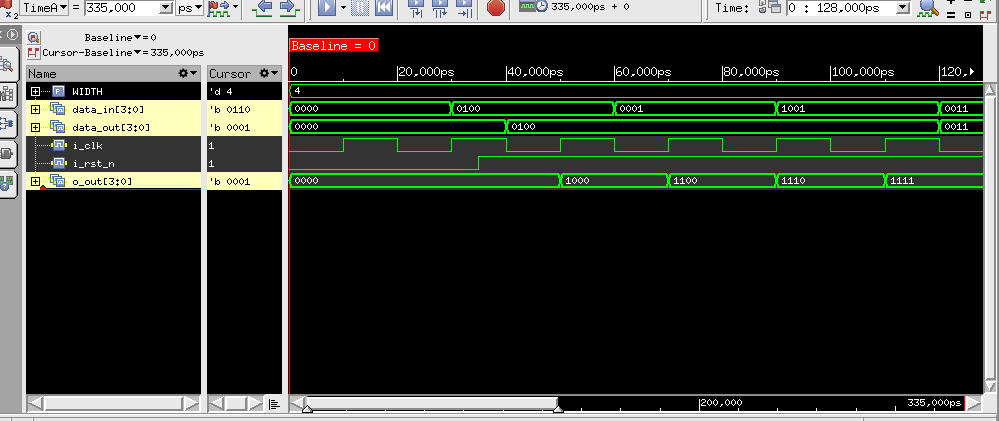 x₂ TimeA▾ = 335,000 ps▾ 335,000ps + 0 Time: 0 : 128,000ps
Baseline▾=0
Cursor-Baseline▾=335,000ps
Baseline = 0
Name Cursor 0 20,000ps 40,000ps 60,000ps 80,000ps 100,000ps 120,
WIDTH 'd 4 4
data_in[3:0] 'b 0110 0000 0100 0001 1001 0011
data_out[3:0] 'b 0001 0000 0100 0011
i_clk 1
i_rst_n 1
o_out[3:0] 'b 0001 0000 1000 1100 1110 1111
200,000 335,000ps